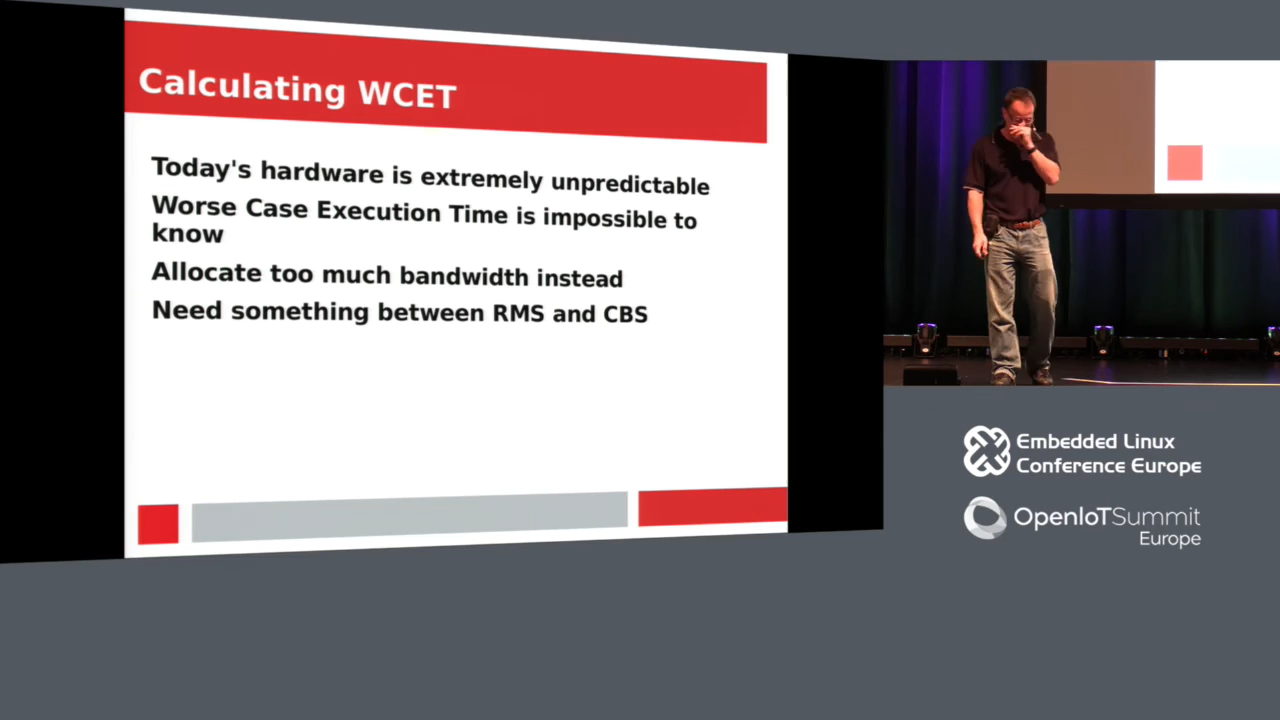 Calculating WCET
Today's hardware is extremely unpredictable
Worse Case Execution Time is impossible to
know
Allocate too much bandwidth instead
Need something between RMS and CBS
Embedded Linux
Conference Europe
OpenIoTSummit
Europe